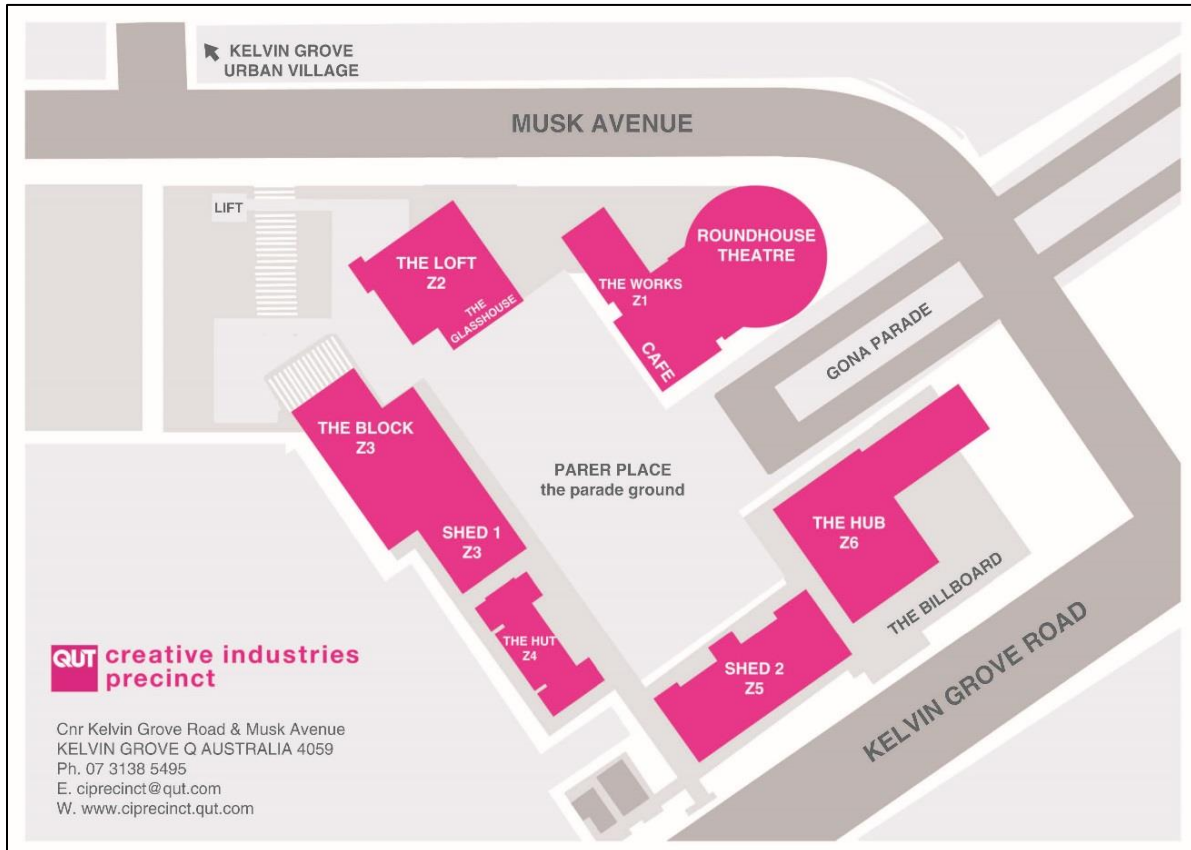 KELVIN GROVE
URBAN VILLAGE
MUSK AVENUE
LIFT
THE LOFT
Z2
THE
GLASSHOUSE
ROUNDHOUSE
THEATRE
THE WORKS
Z1
CAFE
GONA PARADE
THE BLOCK
Z3
PARER PLACE
the parade ground
SHED 1
Z3
THE HUB
Z6
THE BILLBOARD
THE HUT
Z4
SHED 2
Z5
KELVIN GROVE ROAD
QUT creative industries
precinct
Cnr Kelvin Grove Road & Musk Avenue
KELVIN GROVE Q AUSTRALIA 4059
Ph. 07 3138 5495
E. ciprecinct@qut.com
W. www.ciprecinct.qut.com